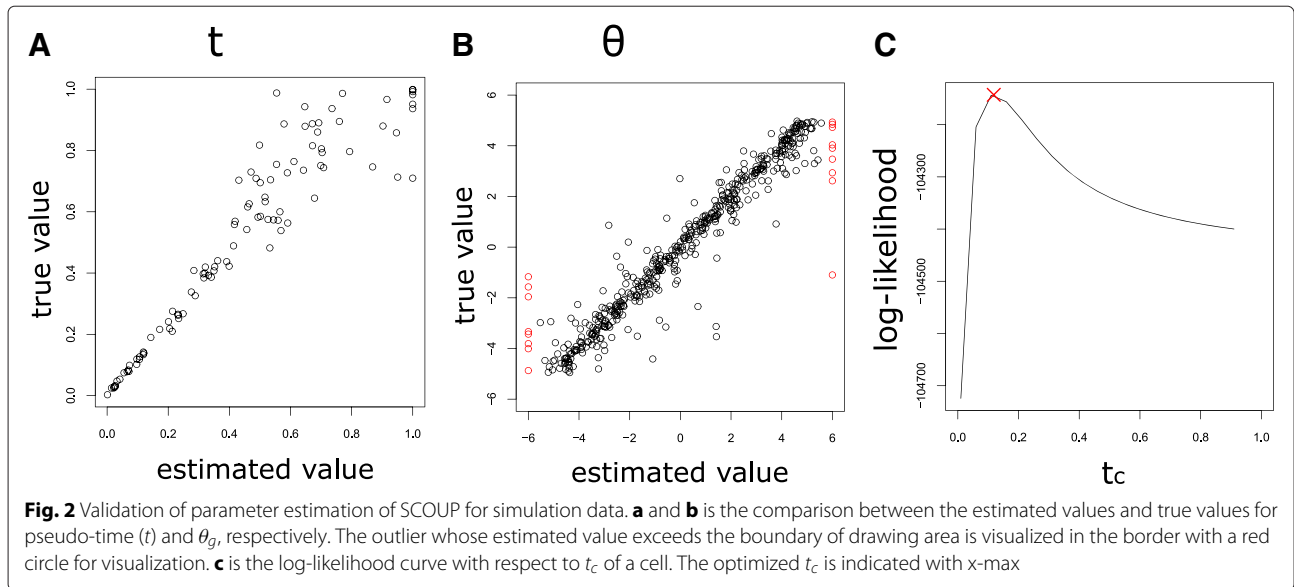 A t
B θ
C
true value
0.0 0.2 0.4 0.6 0.8 1.0
0.0 0.2 0.4 0.6 0.8 1.0
estimated value
true value
6 4 2 0 −2 −4 −6
−6 −4 −2 0 2 4 6
estimated value
log-likelihood
−104300 −104500 −104700
0.0 0.2 0.4 0.6 0.8 1.0
tc
Fig. 2 Validation of parameter estimation of SCOUP for simulation data. a and b is the comparison between the estimated values and true values for
pseudo-time (t) and θg, respectively. The outlier whose estimated value exceeds the boundary of drawing area is visualized in the border with a red
circle for visualization. c is the log-likelihood curve with respect to tc of a cell. The optimized tc is indicated with x-max